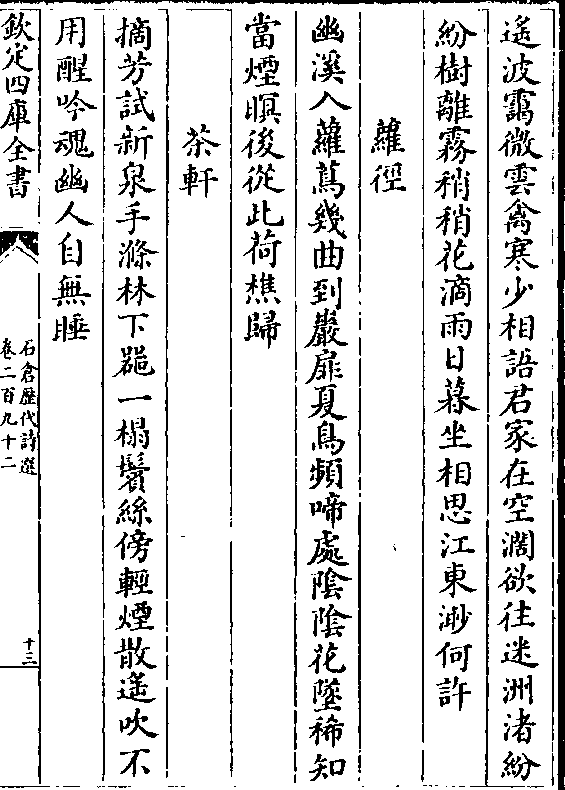 遙波靄微雲禽寒少相語君家在空濶欲往迷洲渚紛
紛樹離霧稍稍花滴雨日暮坐相思江東渺何許
蘿徑
幽溪入蘿蔦幾曲到巖扉夏鳥頻啼處陰陰花墜稀知
當煙暝後從此荷樵歸
茶軒
摘芳試新泉手滌林下器一榻鬢絲傍輕煙散遙吹不
用醒吟魂幽人自無睡
欽定四庫全書
石倉歷代詩選
卷二百九十二
十三